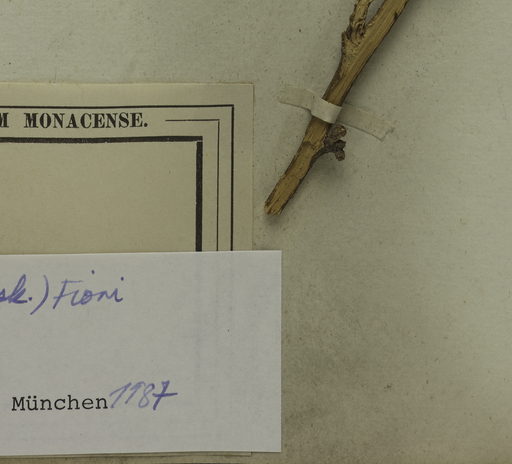 M MONACENSE.
sk.) Fiori
München 1987